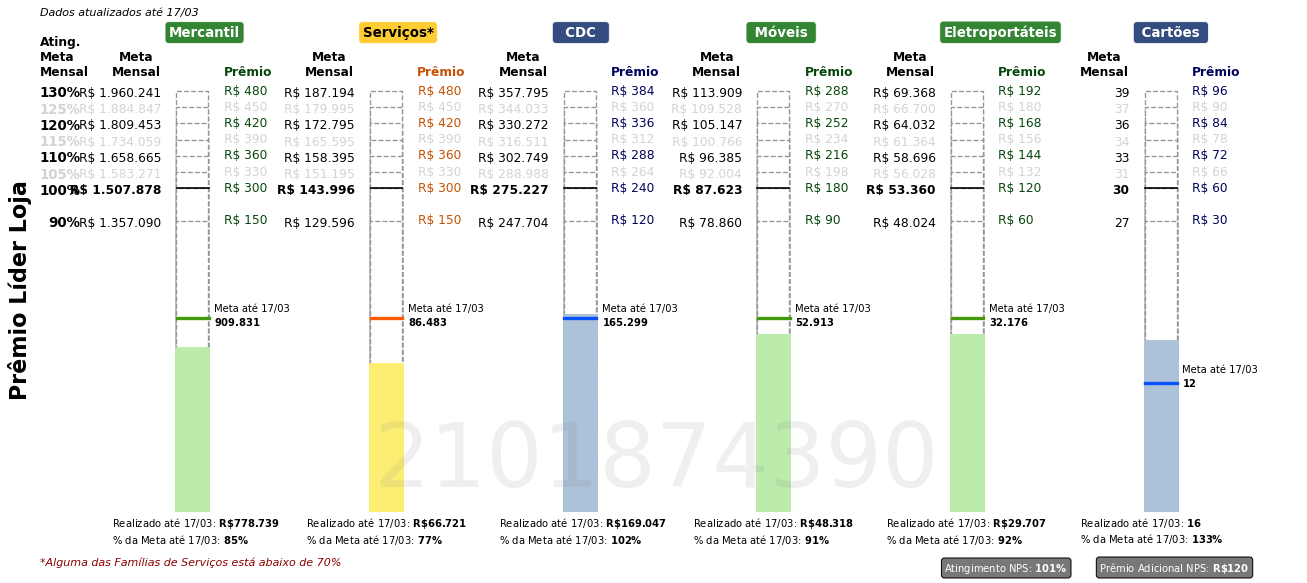 Dados atualizados até 17/03
Prêmio Líder Loja
Mercantil Serviços* CDC Móveis Eletroportáteis Cartões
Ating.
Meta Meta Meta Meta Meta Meta Meta
Mensal Mensal Prêmio Mensal Prêmio Mensal Prêmio Mensal Prêmio Mensal Prêmio Mensal Prêmio
130% R$ 1.960.241 R$ 480 R$ 187.194 R$ 480 R$ 357.795 R$ 384 R$ 113.909 R$ 288 R$ 69.368 R$ 192 39 R$ 96
125% R$ 1.884.847 R$ 450 R$ 179.995 R$ 450 R$ 344.033 R$ 360 R$ 109.528 R$ 270 R$ 66.700 R$ 180 37 R$ 90
120% R$ 1.809.453 R$ 420 R$ 172.795 R$ 420 R$ 330.272 R$ 336 R$ 105.147 R$ 252 R$ 64.032 R$ 168 36 R$ 84
115% R$ 1.734.059 R$ 390 R$ 165.595 R$ 390 R$ 316.511 R$ 312 R$ 100.766 R$ 234 R$ 61.364 R$ 156 34 R$ 78
110% R$ 1.658.665 R$ 360 R$ 158.395 R$ 360 R$ 302.749 R$ 288 R$ 96.385 R$ 216 R$ 58.696 R$ 144 33 R$ 72
105% R$ 1.583.271 R$ 330 R$ 151.195 R$ 330 R$ 288.988 R$ 264 R$ 92.004 R$ 198 R$ 56.028 R$ 132 31 R$ 66
100% R$ 1.507.878 R$ 300 R$ 143.996 R$ 300 R$ 275.227 R$ 240 R$ 87.623 R$ 180 R$ 53.360 R$ 120 30 R$ 60
90% R$ 1.357.090 R$ 150 R$ 129.596 R$ 150 R$ 247.704 R$ 120 R$ 78.860 R$ 90 R$ 48.024 R$ 60 27 R$ 30
Meta até 17/03 Meta até 17/03 Meta até 17/03 Meta até 17/03 Meta até 17/03
909.831 86.483 165.299 52.913 32.176
Meta até 17/03
12
2101874390
Realizado até 17/03: R$778.739 Realizado até 17/03: R$66.721 Realizado até 17/03: R$169.047 Realizado até 17/03: R$48.318 Realizado até 17/03: R$29.707 Realizado até 17/03: 16
% da Meta até 17/03: 85% % da Meta até 17/03: 77% % da Meta até 17/03: 102% % da Meta até 17/03: 91% % da Meta até 17/03: 92% % da Meta até 17/03: 133%
*Alguma das Famílias de Serviços está abaixo de 70%
Atingimento NPS: 101% Prêmio Adicional NPS: R$120